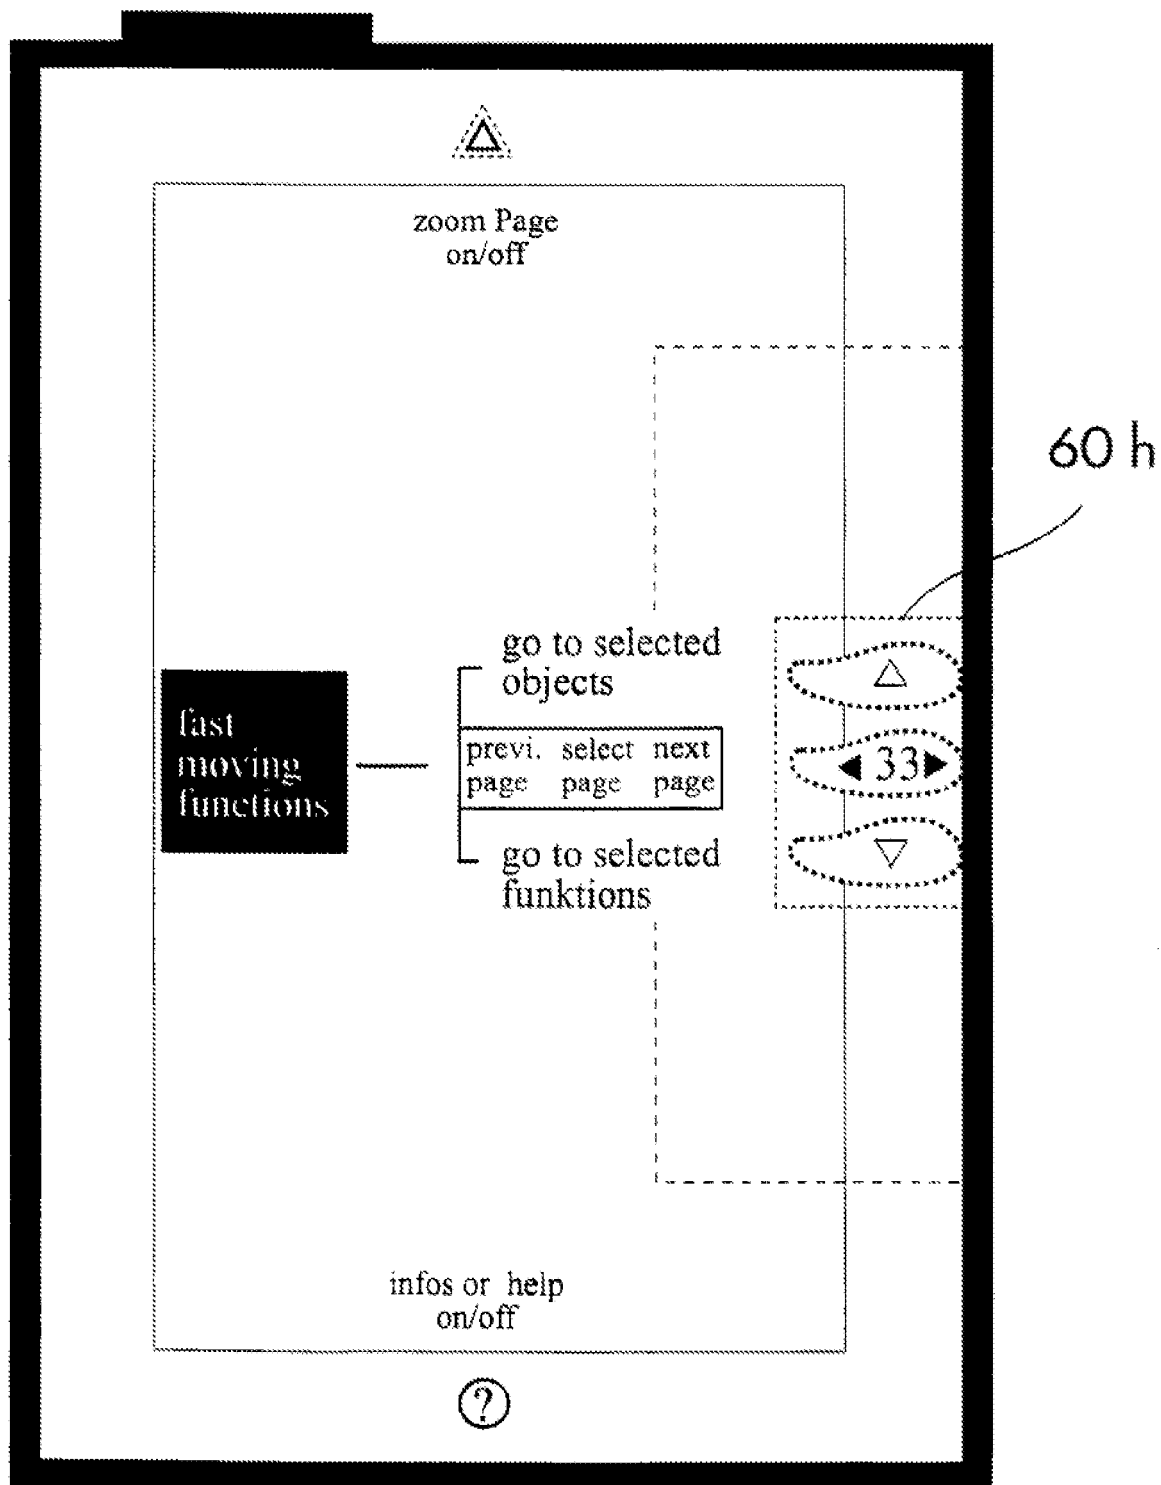 zoom Page
on/off
60 h
go to selected
objects
fast
moving
functions
previ. select next
page page page
◀ 33 ▶
go to selected
funktions
infos or help
on/off
?